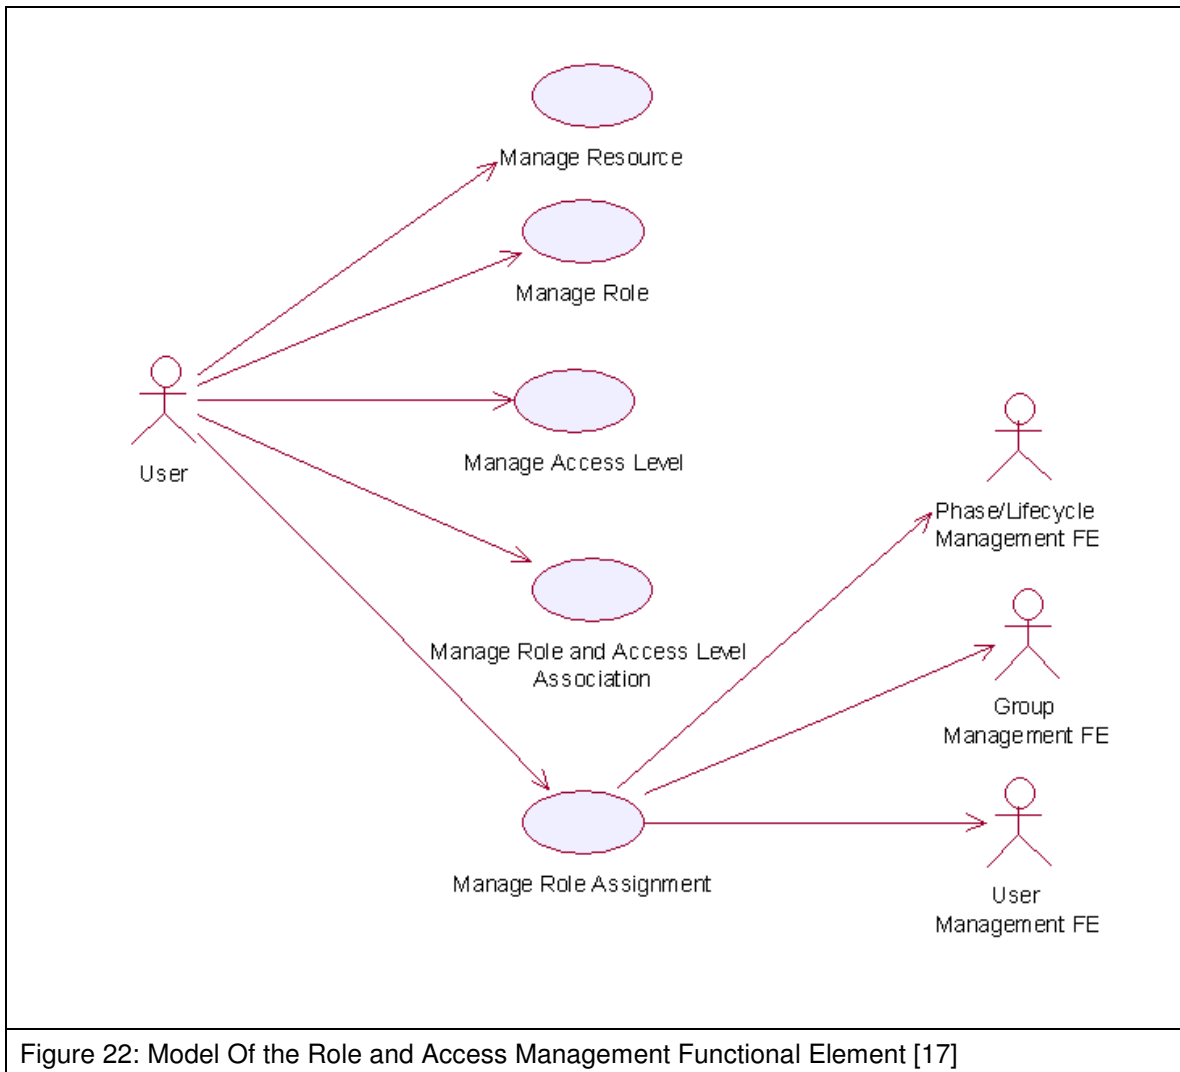 Manage Resource
Manage Role
User
Manage Access Level
Phase/Lifecycle
Management FE
Manage Role and Access Level
Association
Group
Management FE
Manage Role Assignment
User
Management FE
Figure 22: Model Of the Role and Access Management Functional Element [17]